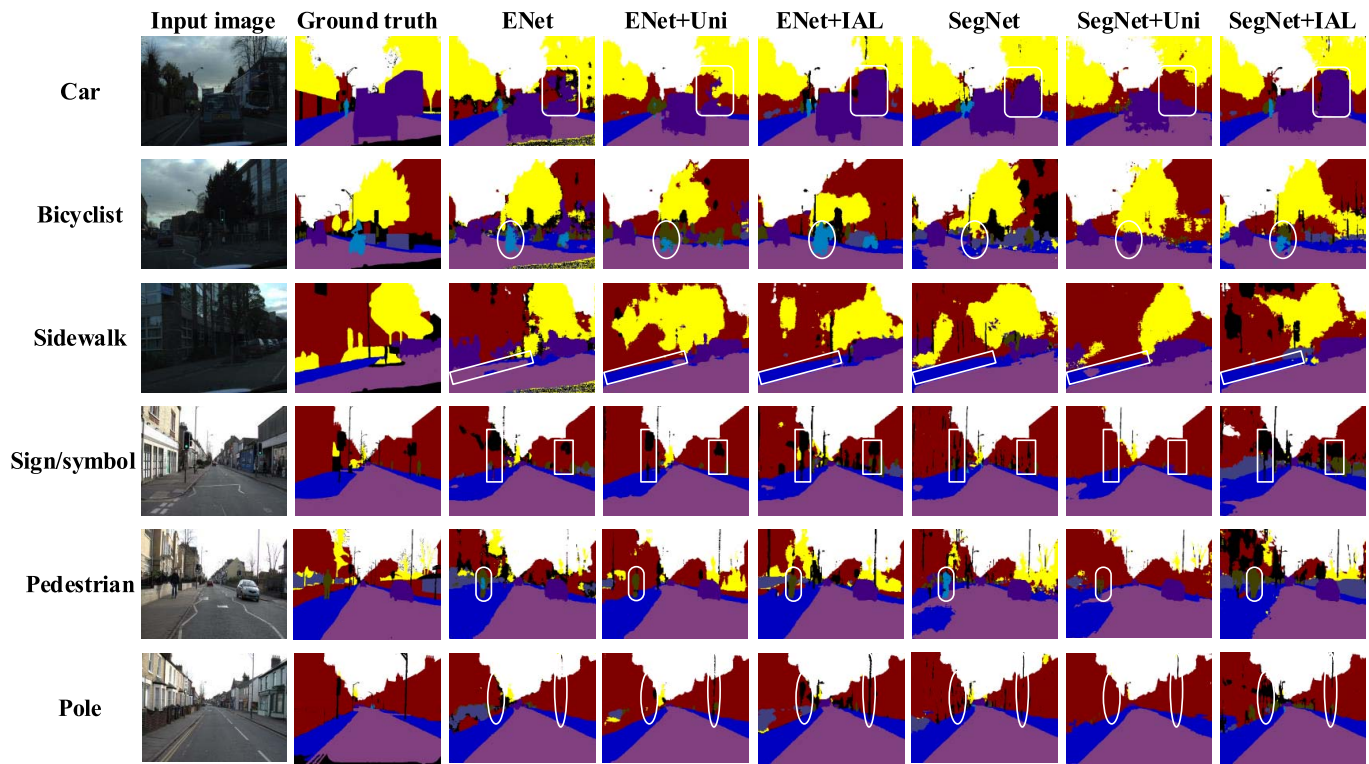 Input image Ground truth ENet ENet+Uni ENet+IAL SegNet SegNet+Uni SegNet+IAL
Car
Bicyclist
Sidewalk
Sign/symbol
Pedestrian
Pole